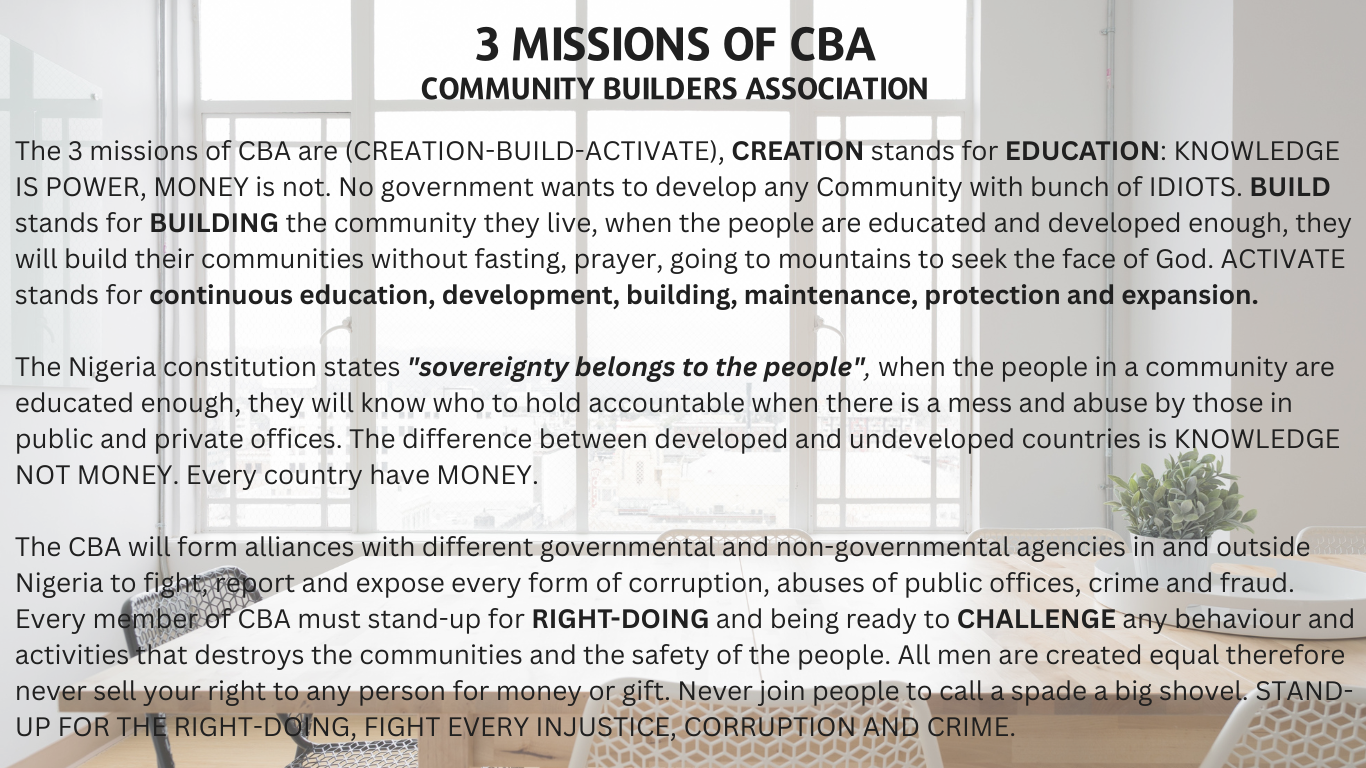 3 MISSIONS OF CBA
COMMUNITY BUILDERS ASSOCIATION
The 3 missions of CBA are (CREATION-BUILD-ACTIVATE), CREATION stands for EDUCATION: KNOWLEDGE
IS POWER, MONEY is not. No government wants to develop any Community with bunch of IDIOTS. BUILD
stands for BUILDING the community they live, when the people are educated and developed enough, they
will build their communities without fasting, prayer, going to mountains to seek the face of God. ACTIVATE
stands for continuous education, development, building, maintenance, protection and expansion.
The Nigeria constitution states "sovereignty belongs to the people", when the people in a community are
educated enough, they will know who to hold accountable when there is a mess and abuse by those in
public and private offices. The difference between developed and undeveloped countries is KNOWLEDGE
NOT MONEY. Every country have MONEY.
The CBA will form alliances with different governmental and non-governmental agencies in and outside
Nigeria to fight, report and expose every form of corruption, abuses of public offices, crime and fraud.
Every member of CBA must stand-up for RIGHT-DOING and being ready to CHALLENGE any behaviour and
activities that destroys the communities and the safety of the people. All men are created equal therefore
never sell your right to any person for money or gift. Never join people to call a spade a big shovel. STAND-
UP FOR THE RIGHT-DOING, FIGHT EVERY INJUSTICE, CORRUPTION AND CRIME.